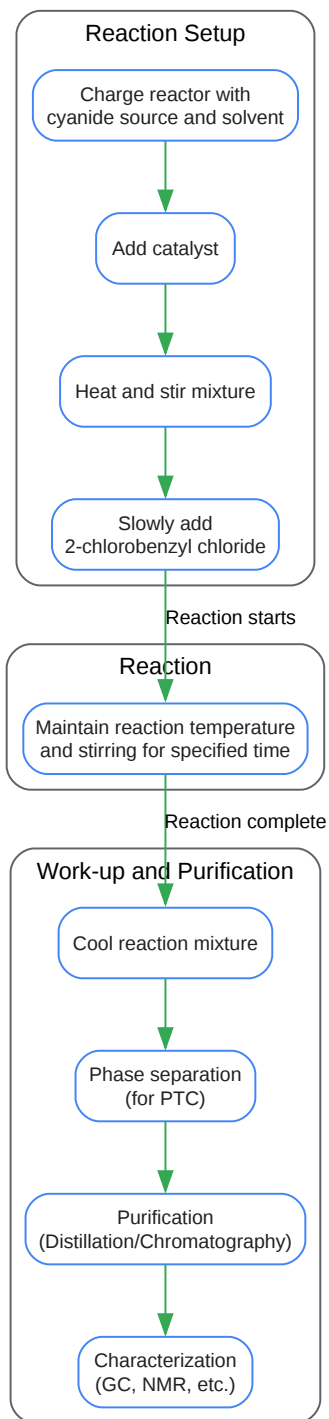 Reaction Setup
Charge reactor with
cyanide source and solvent
Add catalyst
Heat and stir mixture
Slowly add
2-chlorobenzyl chloride
Reaction starts
Reaction
Maintain reaction temperature
and stirring for specified time
Reaction complete
Work-up and Purification
Cool reaction mixture
Phase separation
(for PTC)
Purification
(Distillation/Chromatography)
Characterization
(GC, NMR, etc.)